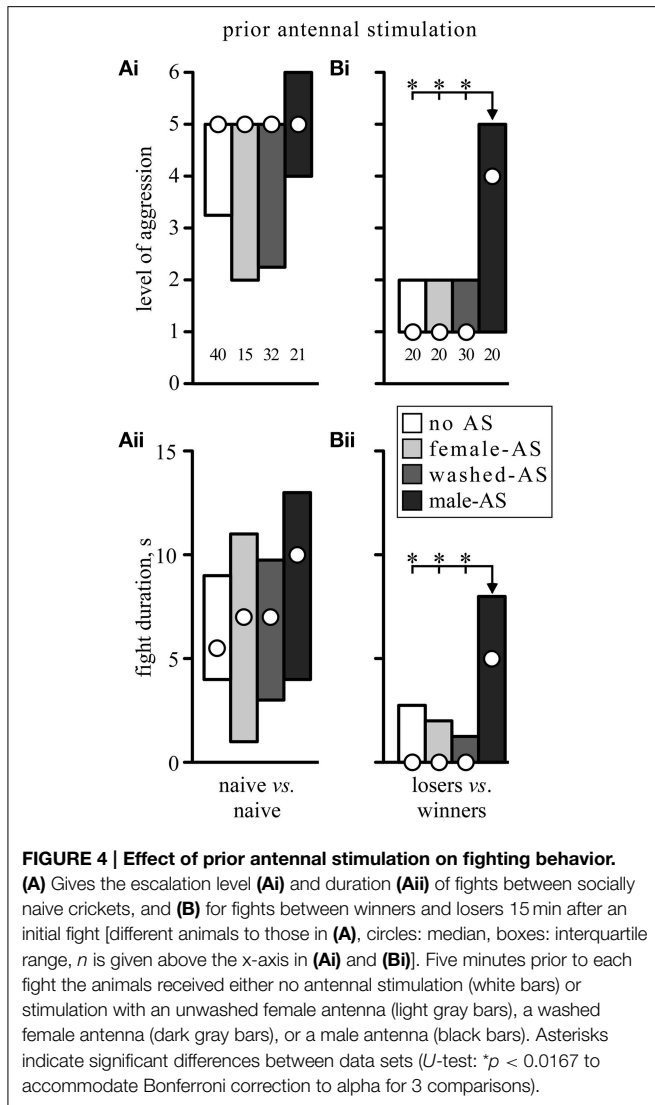 prior antennal stimulation
Ai
Bi
6
5
4
3
2
1
0
level of aggression
* * *
40 15 32 21
20 20 30 20
no AS
female-AS
washed-AS
male-AS
Aii
Bii
15
10
5
0
fight duration, s
* * *
naive vs.
naive
losers vs.
winners
FIGURE 4 | Effect of prior antennal stimulation on fighting behavior.
(A) Gives the escalation level (Ai) and duration (Aii) of fights between socially
naive crickets, and (B) for fights between winners and losers 15 min after an
initial fight [different animals to those in (A), circles: median, boxes: interquartile
range, n is given above the x-axis in (Ai) and (Bi)]. Five minutes prior to each
fight the animals received either no antennal stimulation (white bars) or
stimulation with an unwashed female antenna (light gray bars), a washed
female antenna (dark gray bars), or a male antenna (black bars). Asterisks
indicate significant differences between data sets (U-test: *p < 0.0167 to
accommodate Bonferroni correction to alpha for 3 comparisons).